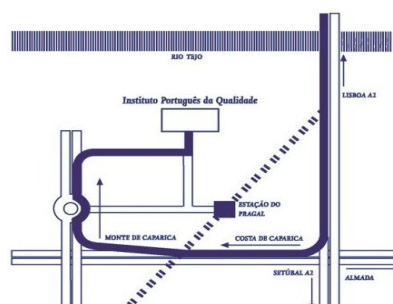 RIO TEJO
LISBOA A2
Instituto Português da Qualidade
ESTAÇÃO DO
PRAGAL
MONTE DE CAPARICA
COSTA DE CAPARICA
SETÚBAL A2
ALMADA